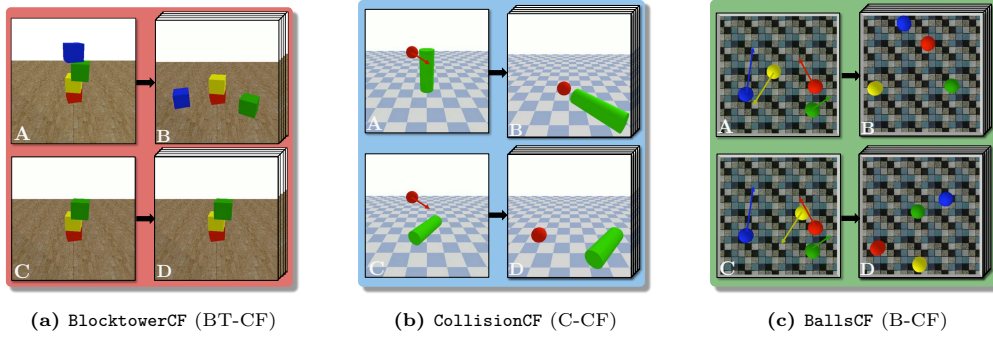 A
B
C
D
A
B
C
D
A
B
C
D
(a) BlocktowerCF (BT-CF)
(b) CollisionCF (C-CF)
(c) BallsCF (B-CF)